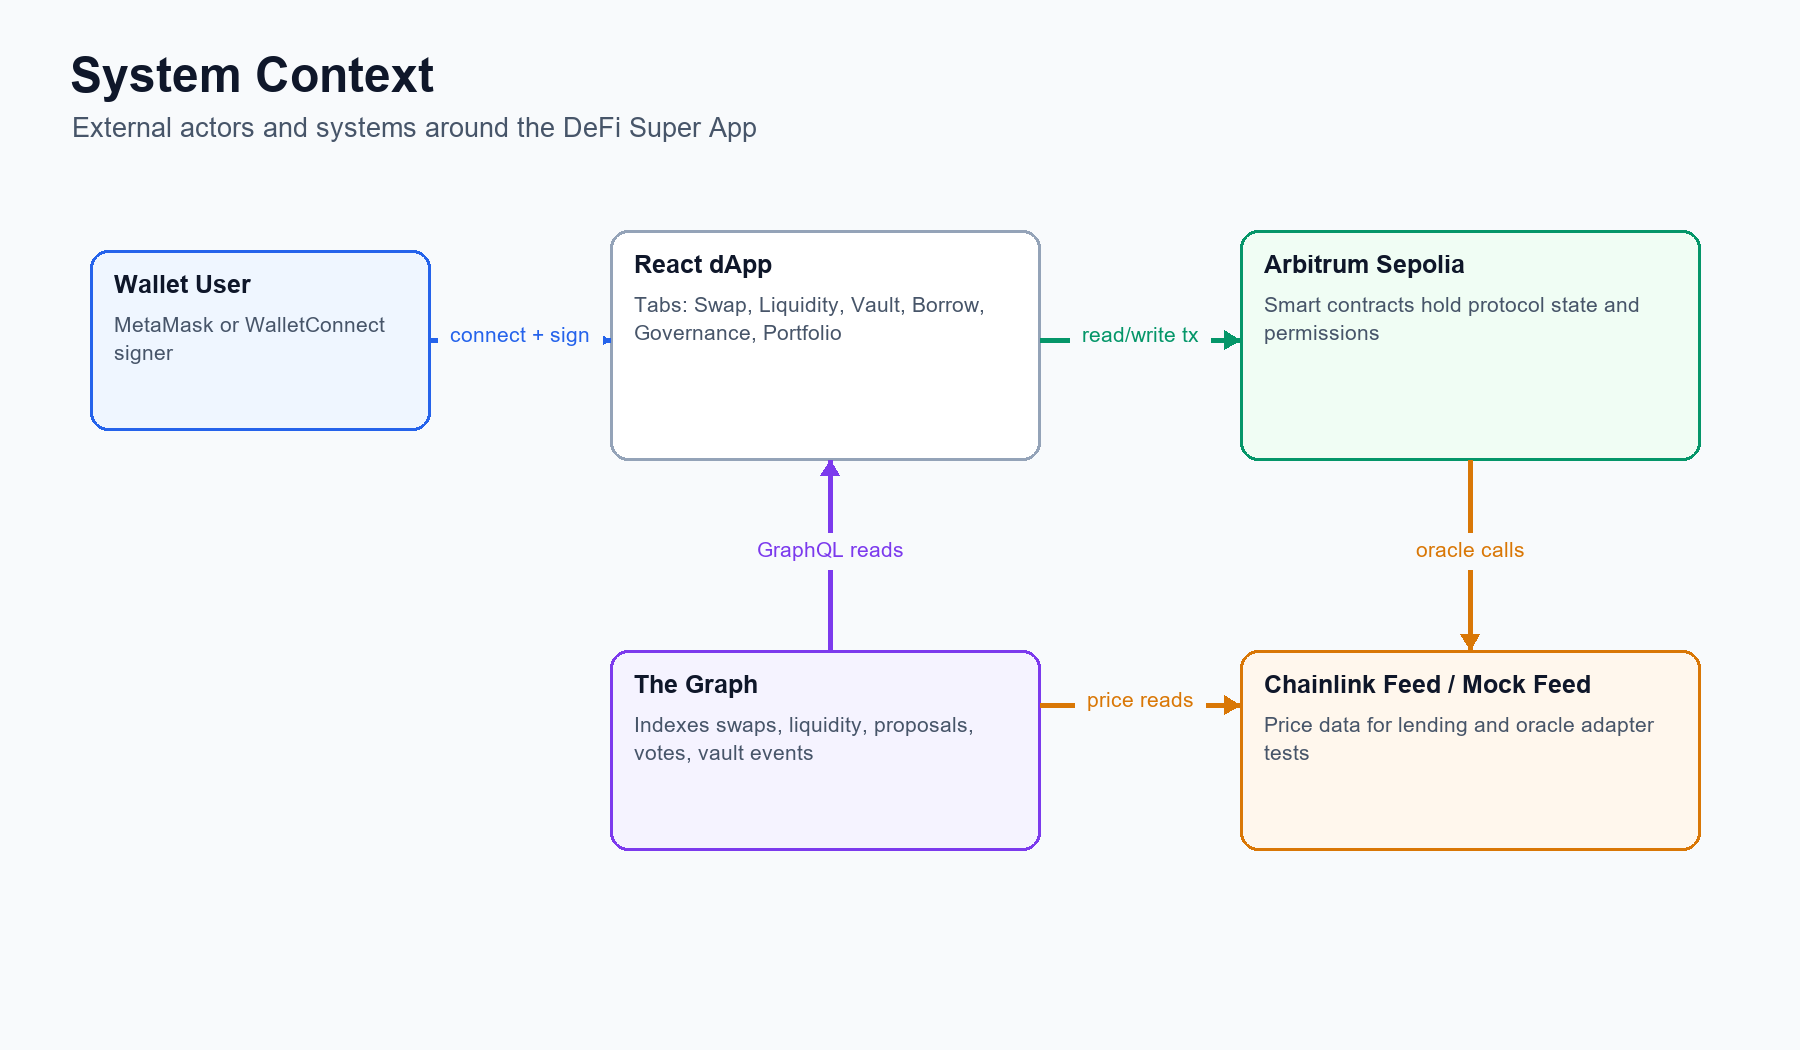 System Context
External actors and systems around the DeFi Super App
Wallet User
MetaMask or WalletConnect
signer
connect + sign
React dApp
Tabs: Swap, Liquidity, Vault, Borrow,
Governance, Portfolio
read/write tx
Arbitrum Sepolia
Smart contracts hold protocol state and
permissions
GraphQL reads
oracle calls
The Graph
Indexes swaps, liquidity, proposals,
votes, vault events
price reads
Chainlink Feed / Mock Feed
Price data for lending and oracle adapter
tests